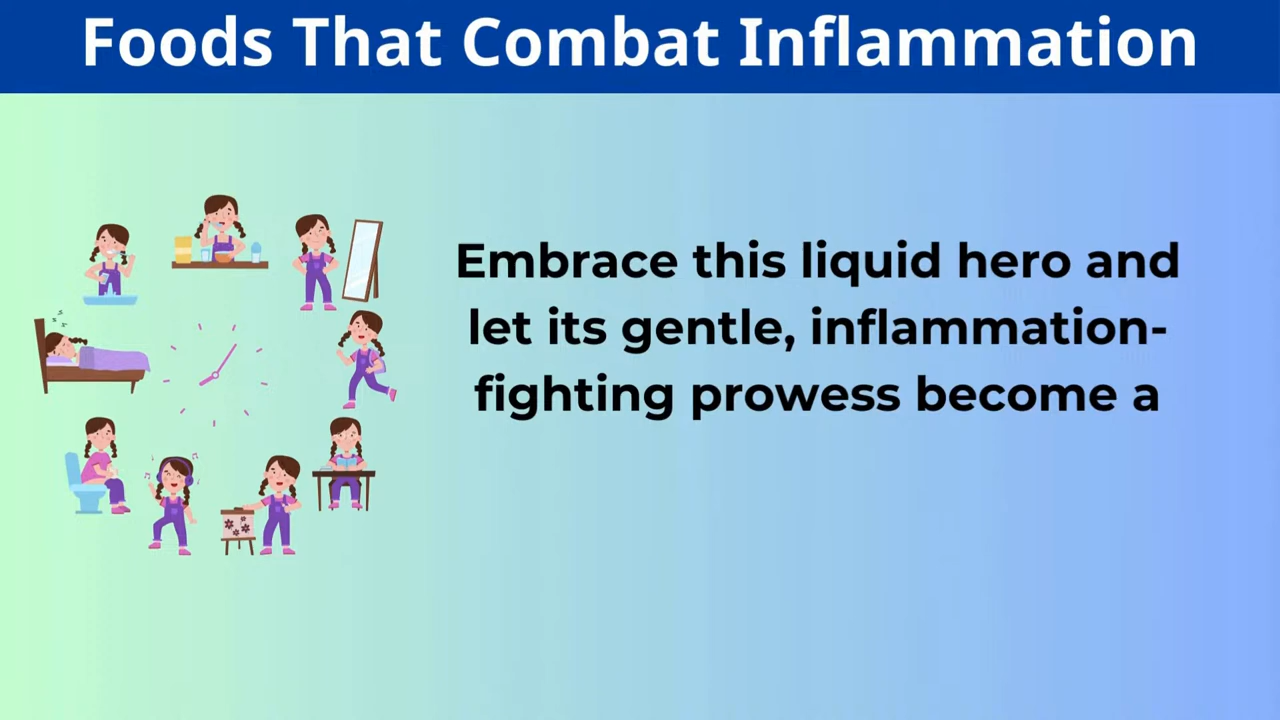 Foods That Combat Inflammation
Embrace this liquid hero and
let its gentle, inflammation-
fighting prowess become a